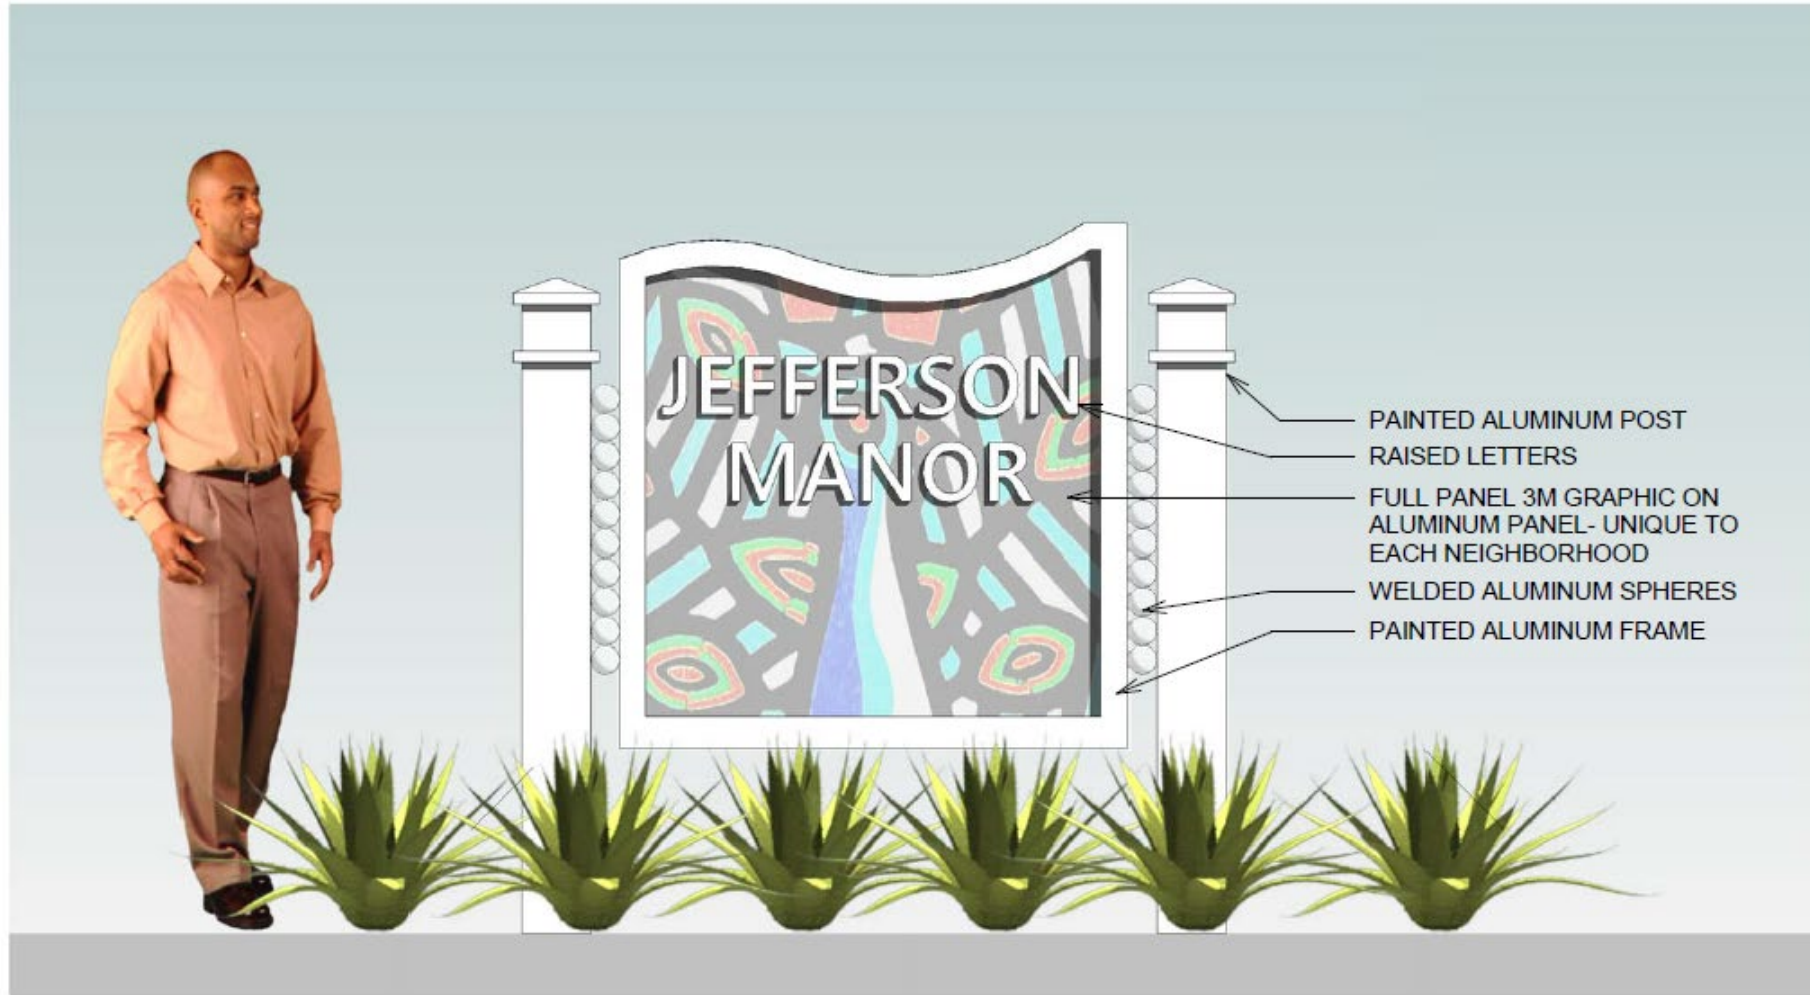 JEFFERSON
MANOR
PAINTED ALUMINUM POST
RAISED LETTERS
FULL PANEL 3M GRAPHIC ON
ALUMINUM PANEL- UNIQUE TO
EACH NEIGHBORHOOD
WELDED ALUMINUM SPHERES
PAINTED ALUMINUM FRAME